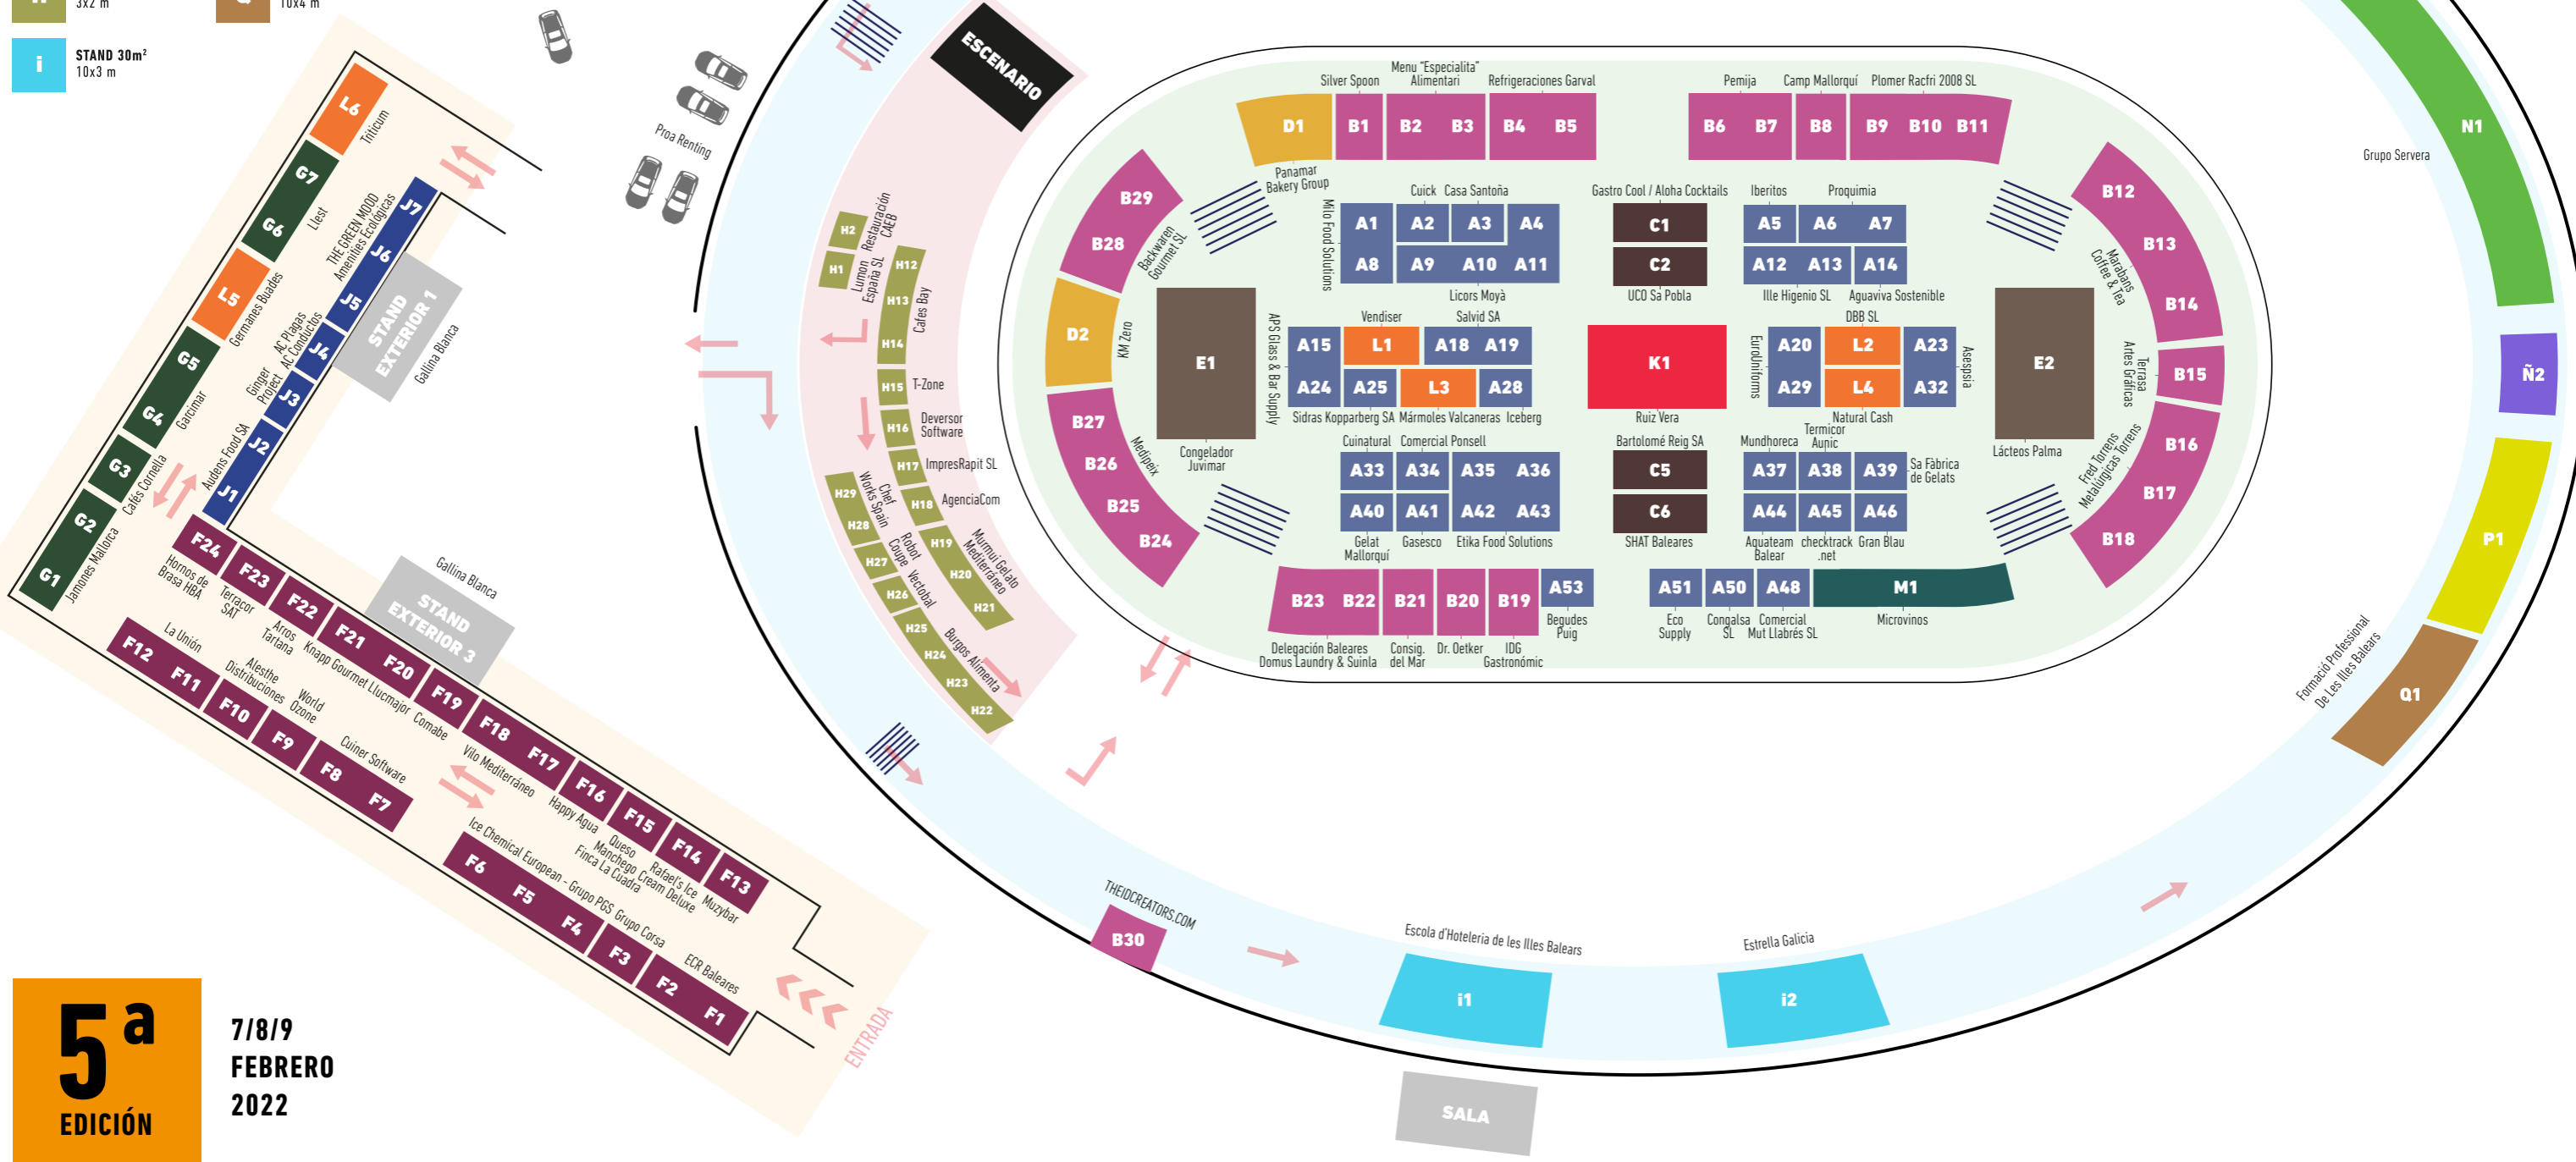 3x2 m
10x4 m
i
STAND 30m²
10x3 m
L6
Triticum
G7
G6
Llest
L5
Germanes Buades
G5
G4
Garcimar
G3
Cafés Cornella
G2
G1
Jamones Mallorca
J7
J6
J5
THE GREEN MOOD
Amenities Ecológicas
J4
AC Plagas
AC Conductos
J3
Ginger
Project
J2
J1
Audens Food SA
STAND
EXTERIOR 1
Gallina Blanca
Gallina Blanca
STAND
EXTERIOR 3
F24
Hornos de
Brasa HBA
F23
Terracor
SAT
F22
Arros
Tartana
F21
F20
Knapp Gourmet Llucmajor
F19
Comabe
F18
F17
Vilo Mediterráneo
F16
Happy Agua
F15
Queso
Manchego
Finca La Cuadra
F14
Rafael's Ice
Cream Deluxe
F13
Muzybar
F12
F11
La Unión
F10
Alesthe
Distribuciones
F9
World
Ozone
F8
F7
Cuiner Software
F6
F5
F4
Ice Chemical European - Grupo PGS
F3
Grupo Corsa
F2
F1
ECR Baleares
ENTRADA
Proa Renting
ESCENARIO
H2
Restauración
CAEB
H1
Lumon
España SL
H12
H13
H14
Cafes Bay
H15
T-Zone
H16
Deversor
Software
H17
ImpresRapit SL
H18
AgenciaCom
H19
H20
H21
Murmui Gelato
Mediterráneo
H29
H28
Chef
Works Spain
H27
Robot
Coupe
H26
Vectobal
H25
H24
H23
H22
Burgos Alimenta
Silver Spoon
Menu "Especialita"
Alimentari
Refrigeraciones Garval
Pemija
Camp Mallorquí
Plomer Racfri 2008 SL
D1
B1
B2
B3
B4
B5
B6
B7
B8
B9
B10
B11
Panamar
Bakery Group
B29
B28
Backwaren
Gourmet SL
D2
KM Zero
B27
B26
B25
B24
Medipeix
E1
Congelador
Juvimar
Milo Food Solutions
Cuick
Casa Santoña
A1
A2
A3
A4
A8
A9
A10
A11
Licors Moyà
Gastro Cool / Aloha Cocktails
C1
C2
UCO Sa Pobla
Iberitos
Proquimia
A5
A6
A7
A12
A13
A14
Ille Higenio SL
Aguaviva Sostenible
APS Glass & Bar Supply
Vendiser
Salvid SA
A15
L1
A18
A19
A24
A25
L3
A28
Sidras Kopparberg SA
Mármoles Valcaneras
Iceberg
K1
Ruiz Vera
EuroUniforms
DBB SL
A20
L2
A23
A29
L4
A32
Asespsia
Natural Cash
Cuinatural
Comercial Ponsell
A33
A34
A35
A36
A40
A41
A42
A43
Gelat
Mallorquí
Gasesco
Etika Food Solutions
Bartolomé Reig SA
C5
C6
SHAT Baleares
Mundhoreca
Termicor
Aunic
A37
A38
A39
Sa Fàbrica
de Gelats
A44
A45
A46
Aquateam
Balear
checktrack
.net
Gran Blau
E2
Lácteos Palma
B12
B13
B14
Marabans
Coffee & Tea
B15
Terrasa
Artes Gráficas
B16
B17
B18
Fred Torrens
Metalúrgicas Torrens
B23
B22
B21
B20
B19
A53
A51
A50
A48
M1
Delegación Baleares
Domus Laundry & Suinla
Consig.
del Mar
Dr. Oetker
IDG
Gastronómic
Begudes
Puig
Eco
Supply
Congalsa
SL
Comercial
Mut Llabrés SL
Microvinos
N1
Grupo Servera
Ñ2
P1
Q1
Formació Professional
De Les Illes Balears
THEIDCREATORS.COM
B30
Escola d'Hoteleria de les Illes Balears
i1
Estrella Galicia
i2
SALA
5ª
EDICIÓN
7/8/9
FEBRERO
2022